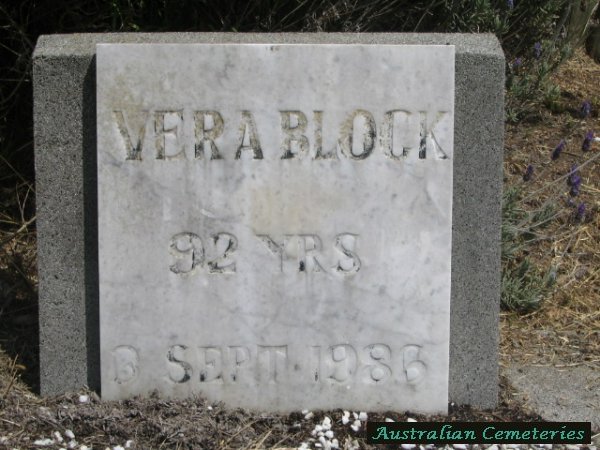 VERA BLOCK
92 YRS
3 SEPT. 1986
Australian Cemeteries